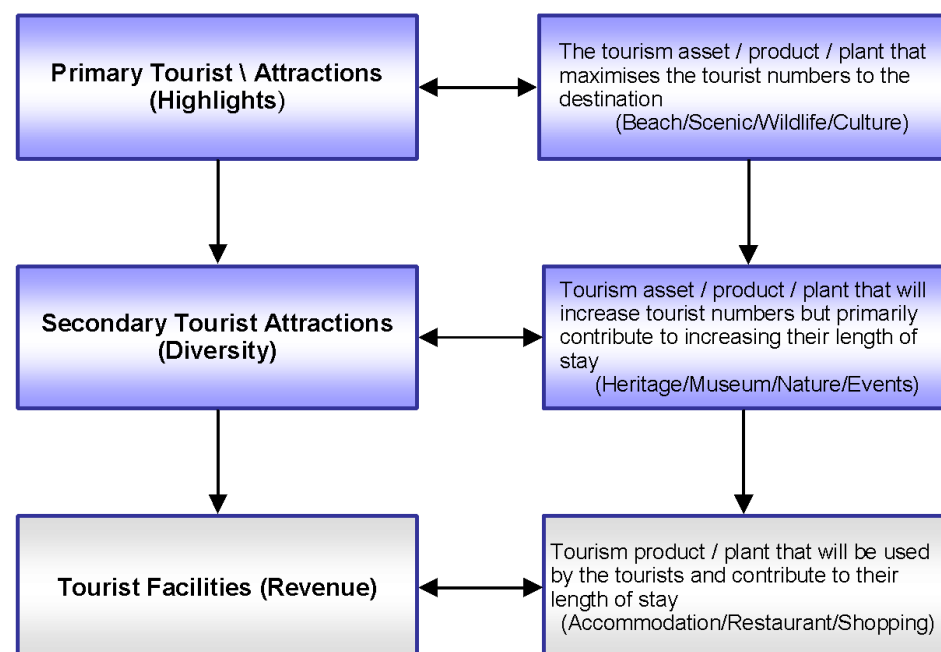 Primary Tourist \ Attractions
(Highlights)
The tourism asset / product / plant that
maximises the tourist numbers to the
destination
(Beach/Scenic/Wildlife/Culture)
Secondary Tourist Attractions
(Diversity)
Tourism asset / product / plant that will
increase tourist numbers but primarily
contribute to increasing their length of
stay
(Heritage/Museum/Nature/Events)
Tourist Facilities (Revenue)
Tourism product / plant that will be used
by the tourists and contribute to their
length of stay
(Accommodation/Restaurant/Shopping)